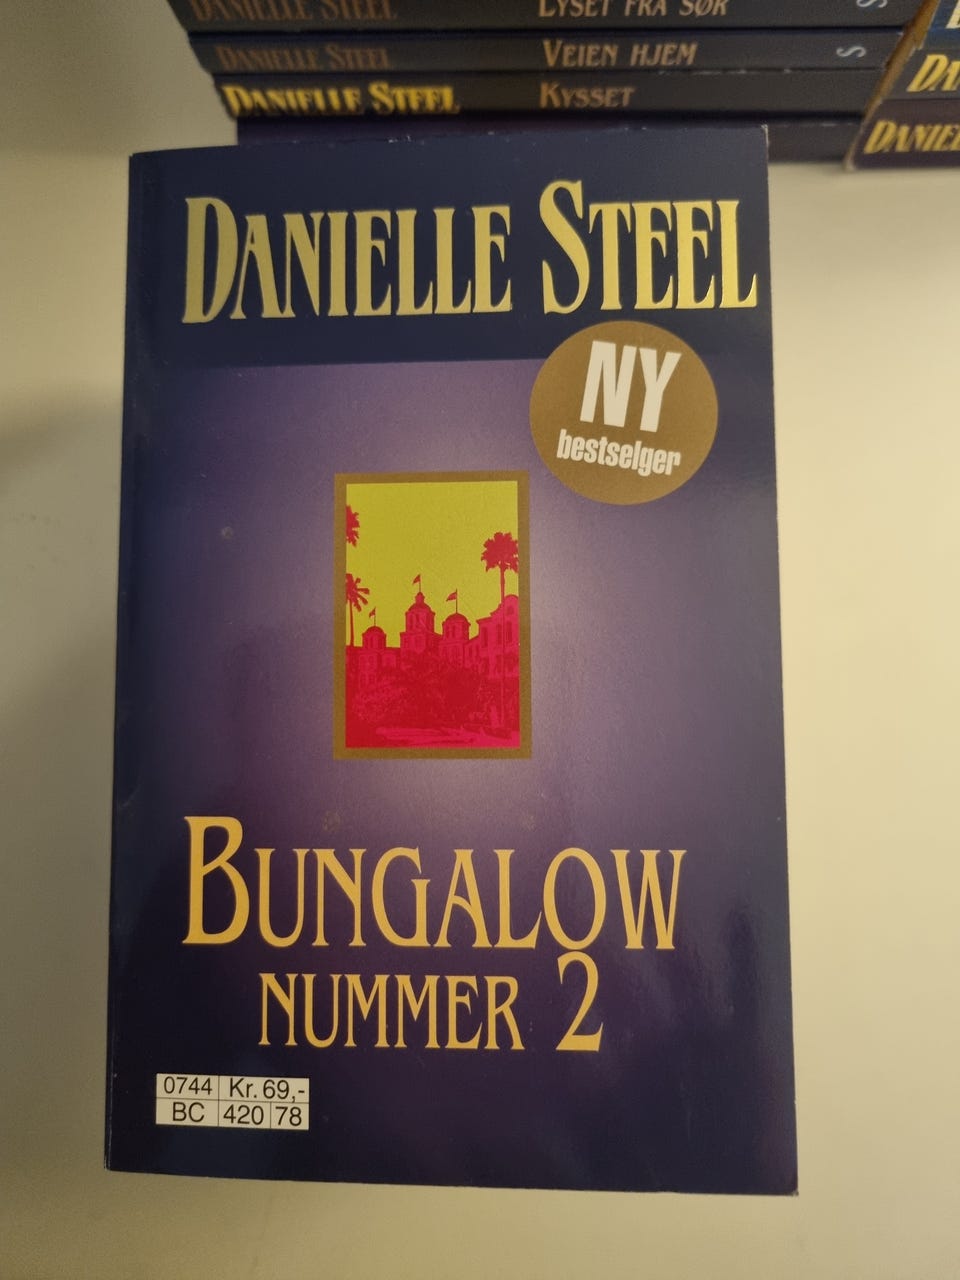 DANIELLE STEEL LYSET FRA SØR S
DANIELLE STEEL VEIEN HJEM S
DANIELLE STEEL KYSSET
DANIELLE STEEL
NY
bestselger
BUNGALOW
NUMMER 2
0744 Kr. 69,-
BC 420 78